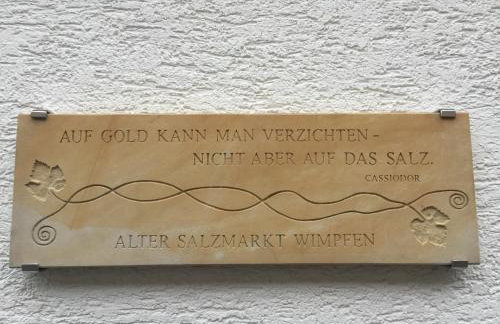 AUF GOLD KANN MAN VERZICHTEN -
NICHT ABER AUF DAS SALZ.
CASSIODOR
ALTER SALZMARKT WIMPFEN